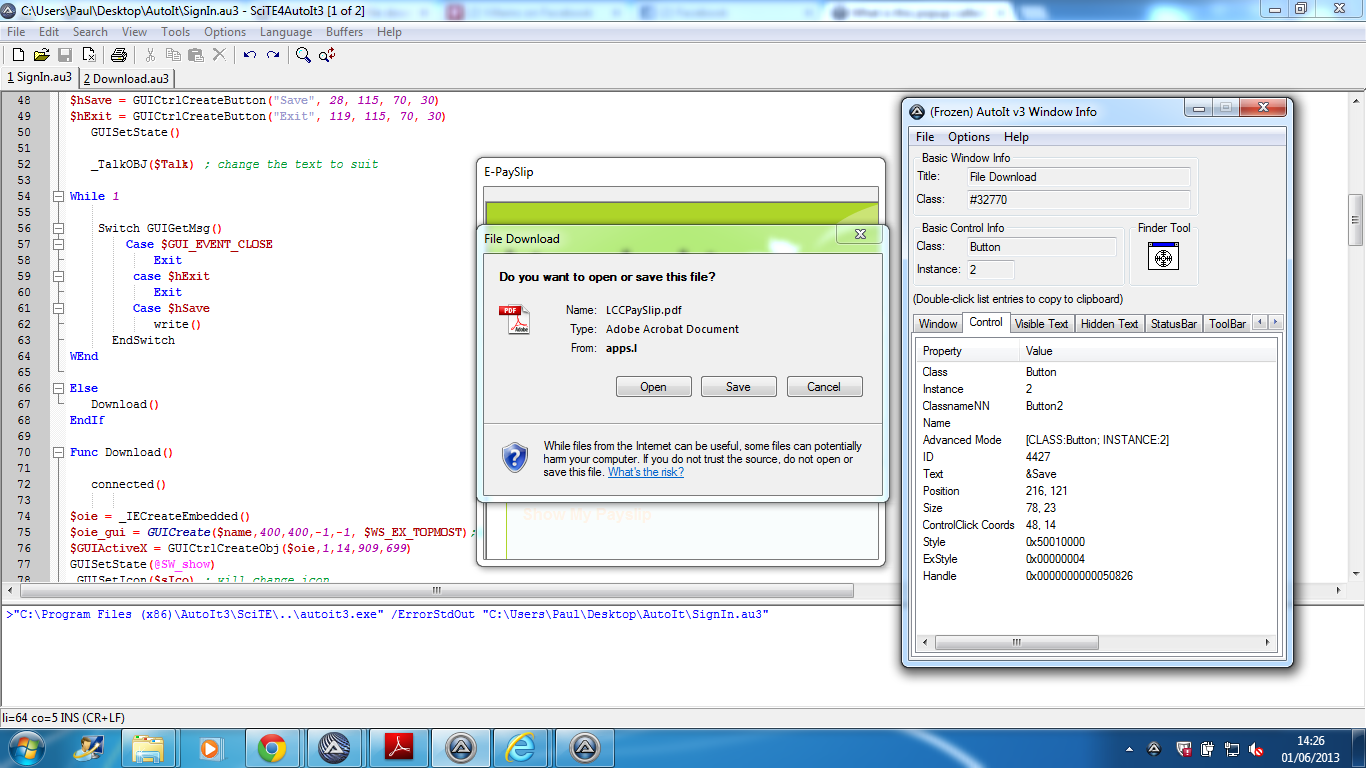 C:\Users\Paul\Desktop\AutoIt\SignIn.au3 - SciTE4AutoIt3 [1 of 2]
File Edit Search View Tools Options Language Buffers Help
1 SignIn.au3 2 Download.au3
48 $hSave = GUICtrlCreateButton("Save", 28, 115, 70, 30)
49 $hExit = GUICtrlCreateButton("Exit", 119, 115, 70, 30)
50 GUISetState()
51
52 _TalkOBJ($Talk) ; change the text to suit
53
54 While 1
55
56 Switch GUIGetMsg()
57 Case $GUI_EVENT_CLOSE
58 Exit
59 case $hExit
60 Exit
61 Case $hSave
62 write()
63 EndSwitch
64 WEnd
65
66 Else
67 Download()
68 EndIf
69
70 Func Download()
71
72 connected()
73
74 $oie = _IECreateEmbedded()
75 $oie_gui = GUICreate($name,400,400,-1,-1, $WS_EX_TOPMOST);
76 $GUIActiveX = GUICtrlCreateObj($oie,1,14,909,699)
77 GUISetState(@SW_show)
78 GUISetIcon($sIco) ; will change icon
E-PaySlip
File Download
Do you want to open or save this file?
Name: LCCPaySlip.pdf
Type: Adobe Acrobat Document
From: apps.l
PDF
Adobe
Open Save Cancel
While files from the Internet can be useful, some files can potentially
harm your computer. If you do not trust the source, do not open or
save this file. What's the risk?
Show My Payslip
(Frozen) AutoIt v3 Window Info
File Options Help
Basic Window Info
Title: File Download
Class: #32770
Basic Control Info
Class: Button
Instance: 2
Finder Tool
(Double-click list entries to copy to clipboard)
Window Control Visible Text Hidden Text StatusBar ToolBar
Property Value
Class Button
Instance 2
ClassnameNN Button2
Name
Advanced Mode [CLASS:Button; INSTANCE:2]
ID 4427
Text &Save
Position 216, 121
Size 78, 23
ControlClick Coords 48, 14
Style 0x50010000
ExStyle 0x00000004
Handle 0x0000000000050826
>"C:\Program Files (x86)\AutoIt3\SciTE\..\autoit3.exe" /ErrorStdOut "C:\Users\Paul\Desktop\AutoIt\SignIn.au3"
li=64 co=5 INS (CR+LF)
14:26
01/06/2013